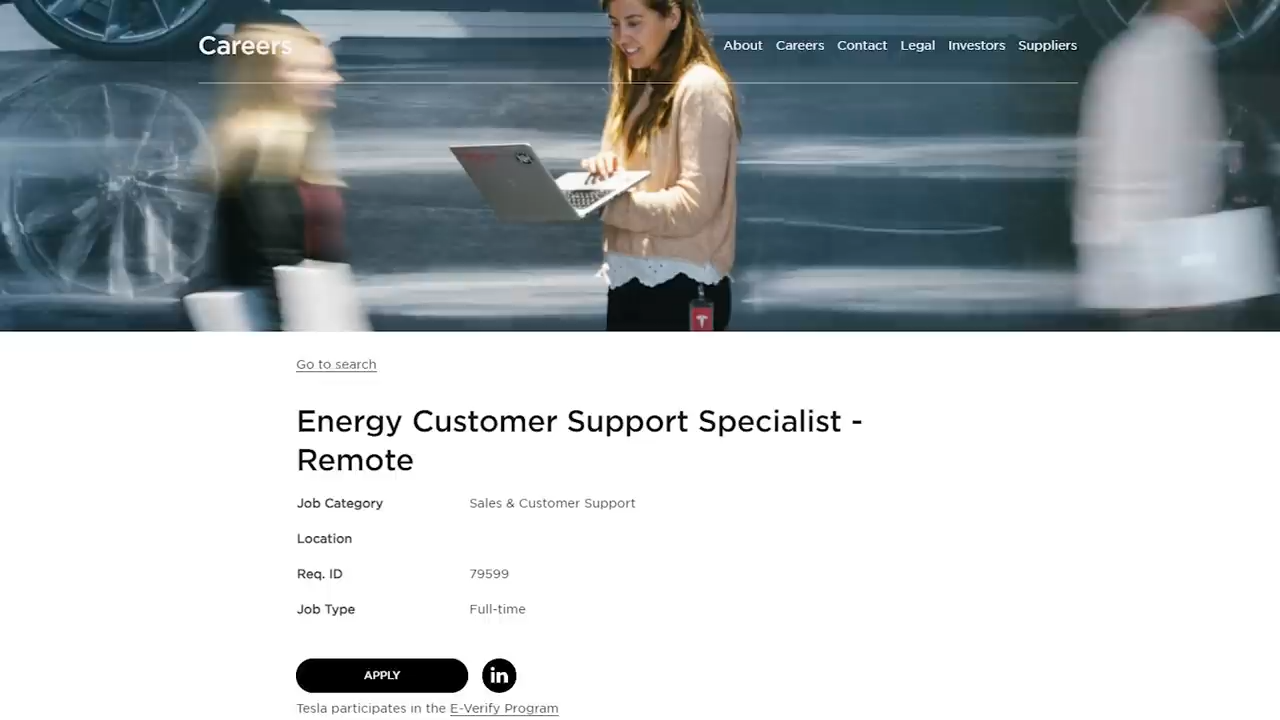 Careers
About Careers Contact Legal Investors Suppliers
Go to search
Energy Customer Support Specialist -
Remote
Job Category Sales & Customer Support
Location
Req. ID 79599
Job Type Full-time
APPLY in
Tesla participates in the E-Verify Program